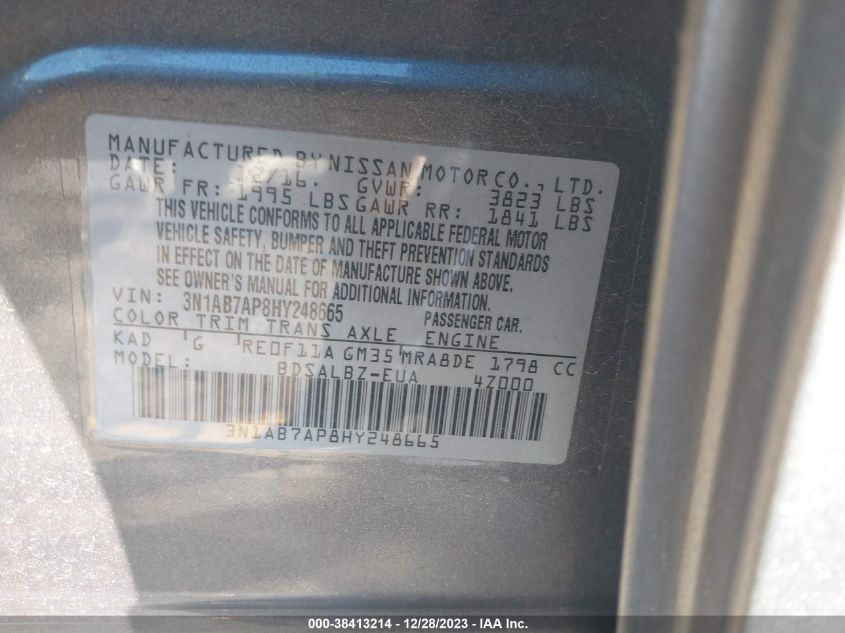 MANUFACTURED BY NISSAN MOTOR CO., LTD.
DATE: 12/16. GVWR: 3823 LBS
GAWR FR: 1995 LBS GAWR RR: 1841 LBS
THIS VEHICLE CONFORMS TO ALL APPLICABLE FEDERAL MOTOR
VEHICLE SAFETY, BUMPER AND THEFT PREVENTION STANDARDS
IN EFFECT ON THE DATE OF MANUFACTURE SHOWN ABOVE.
SEE OWNER'S MANUAL FOR ADDITIONAL INFORMATION.
VIN: 3N1AB7AP8HY248665 PASSENGER CAR.
COLOR TRIM TRANS AXLE ENGINE
KAD G RE0F11A GM35 MRA8DE 1798 CC
MODEL: BDSALBZ-EUA 4Z000
3N1AB7AP8HY248665
000-38413214 - 12/28/2023 - IAA Inc.